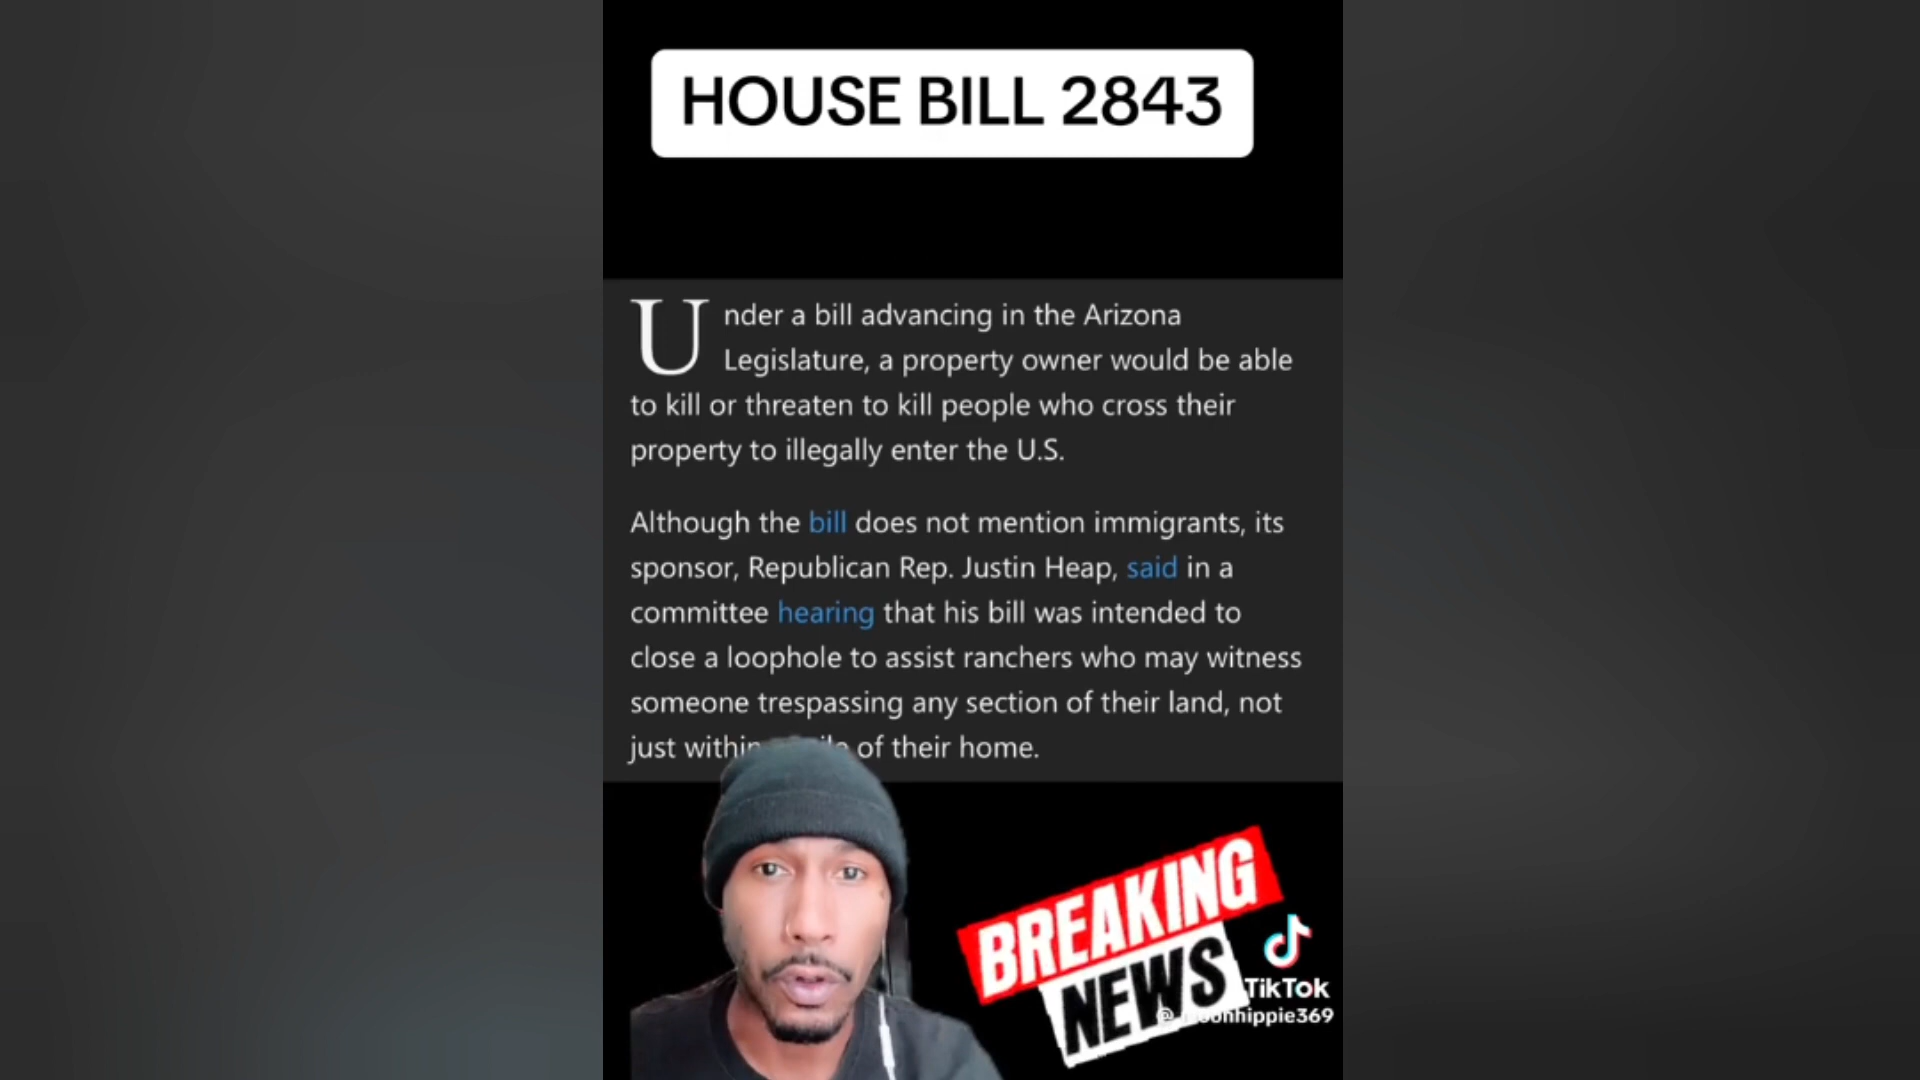 HOUSE BILL 2843
Under a bill advancing in the Arizona
Legislature, a property owner would be able
to kill or threaten to kill people who cross their
property to illegally enter the U.S.
Although the bill does not mention immigrants, its
sponsor, Republican Rep. Justin Heap, said in a
committee hearing that his bill was intended to
close a loophole to assist ranchers who may witness
someone trespassing any section of their land, not
just of their home.
BREAKING
NEWS
TikTok